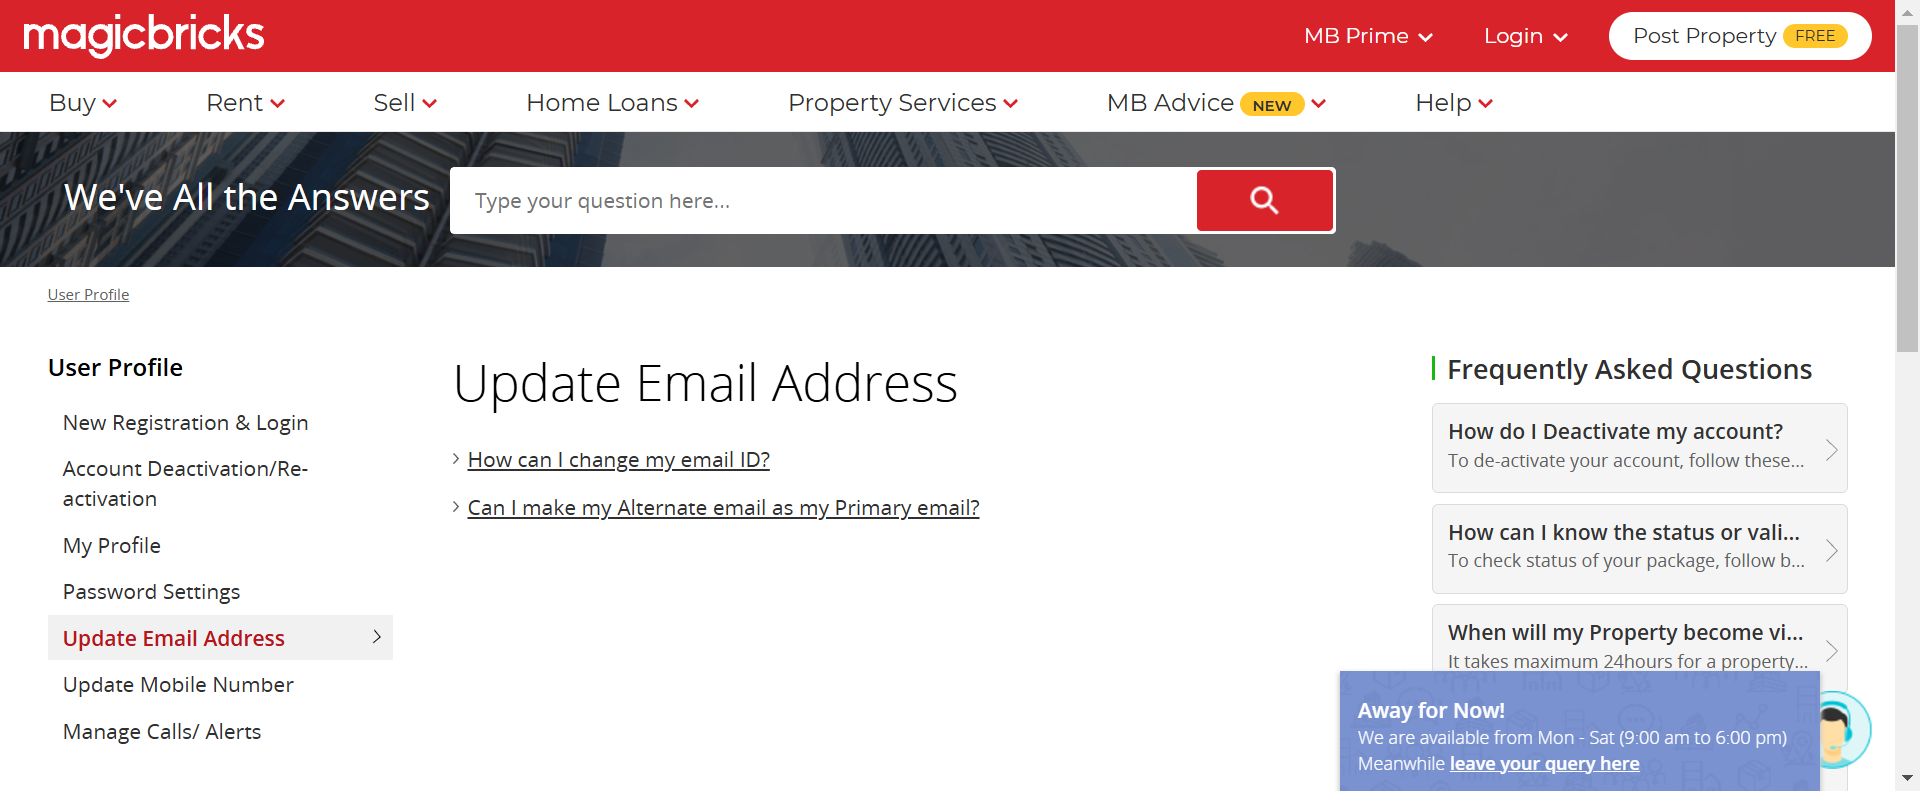 magicbricks
MB Prime
Login
Post Property FREE
Buy
Rent
Sell
Home Loans
Property Services
MB Advice NEW
Help
We've All the Answers
Type your question here...
User Profile
User Profile
New Registration & Login
Account Deactivation/Re-
activation
My Profile
Password Settings
Update Email Address
Update Mobile Number
Manage Calls/ Alerts
Update Email Address
How can I change my email ID?
Can I make my Alternate email as my Primary email?
Frequently Asked Questions
How do I Deactivate my account?
To de-activate your account, follow these...
How can I know the status or vali...
To check status of your package, follow b...
When will my Property become vi...
It takes maximum 24hours for a property...
Away for Now!
We are available from Mon - Sat (9:00 am to 6:00 pm)
Meanwhile leave your query here